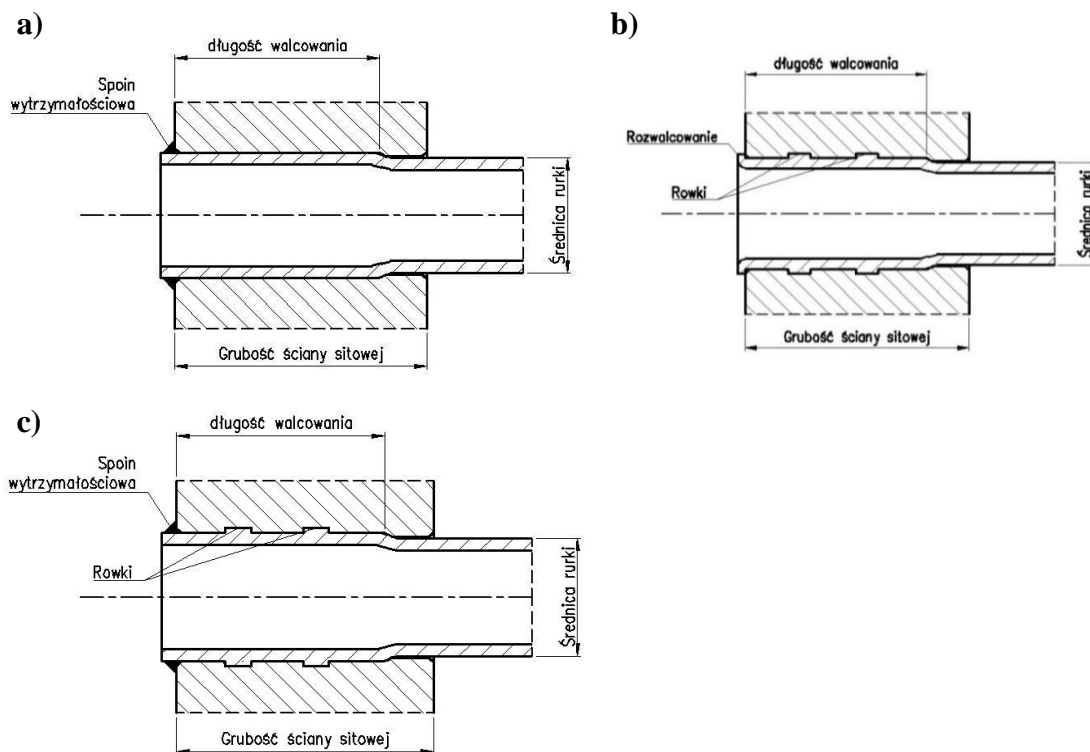 a)
długość walcowania
Spoin
wytrzymałościowa
Średnica rurki
Grubość ściany sitowej
b)
długość walcowania
Rozwalcowanie
Rowki
Średnica rurki
Grubość ściany sitowej
c)
długość walcowania
Spoin
wytrzymałościowa
Rowki
Średnica rurki
Grubość ściany sitowej